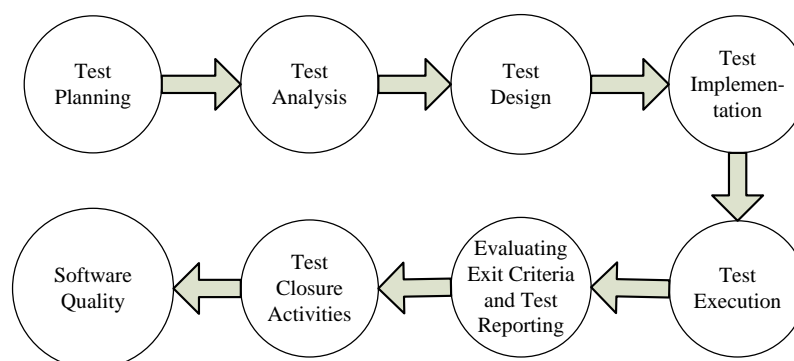 Test
Planning
Test
Analysis
Test
Design
Test
Implemen-
tation
Test
Execution
Evaluating
Exit Criteria
and Test
Reporting
Test
Closure
Activities
Software
Quality